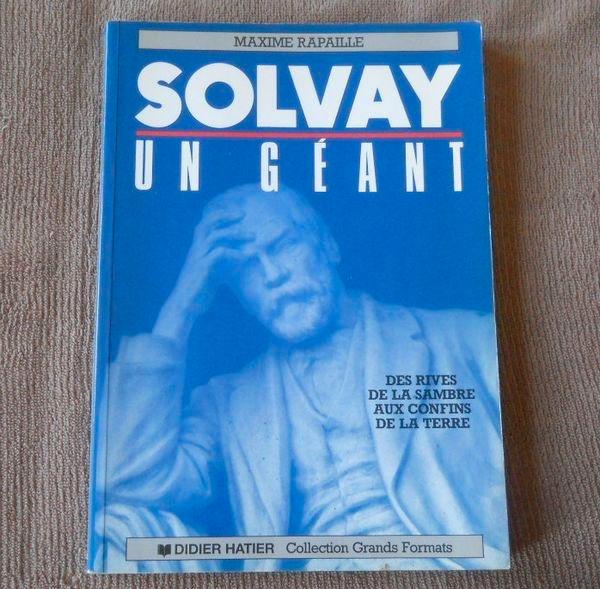 MAXIME RAPAILLE
SOLVAY
UN GÉANT
DES RIVES
DE LA SAMBRE
AUX CONFINS
DE LA TERRE
DIDIER HATIER Collection Grands Formats